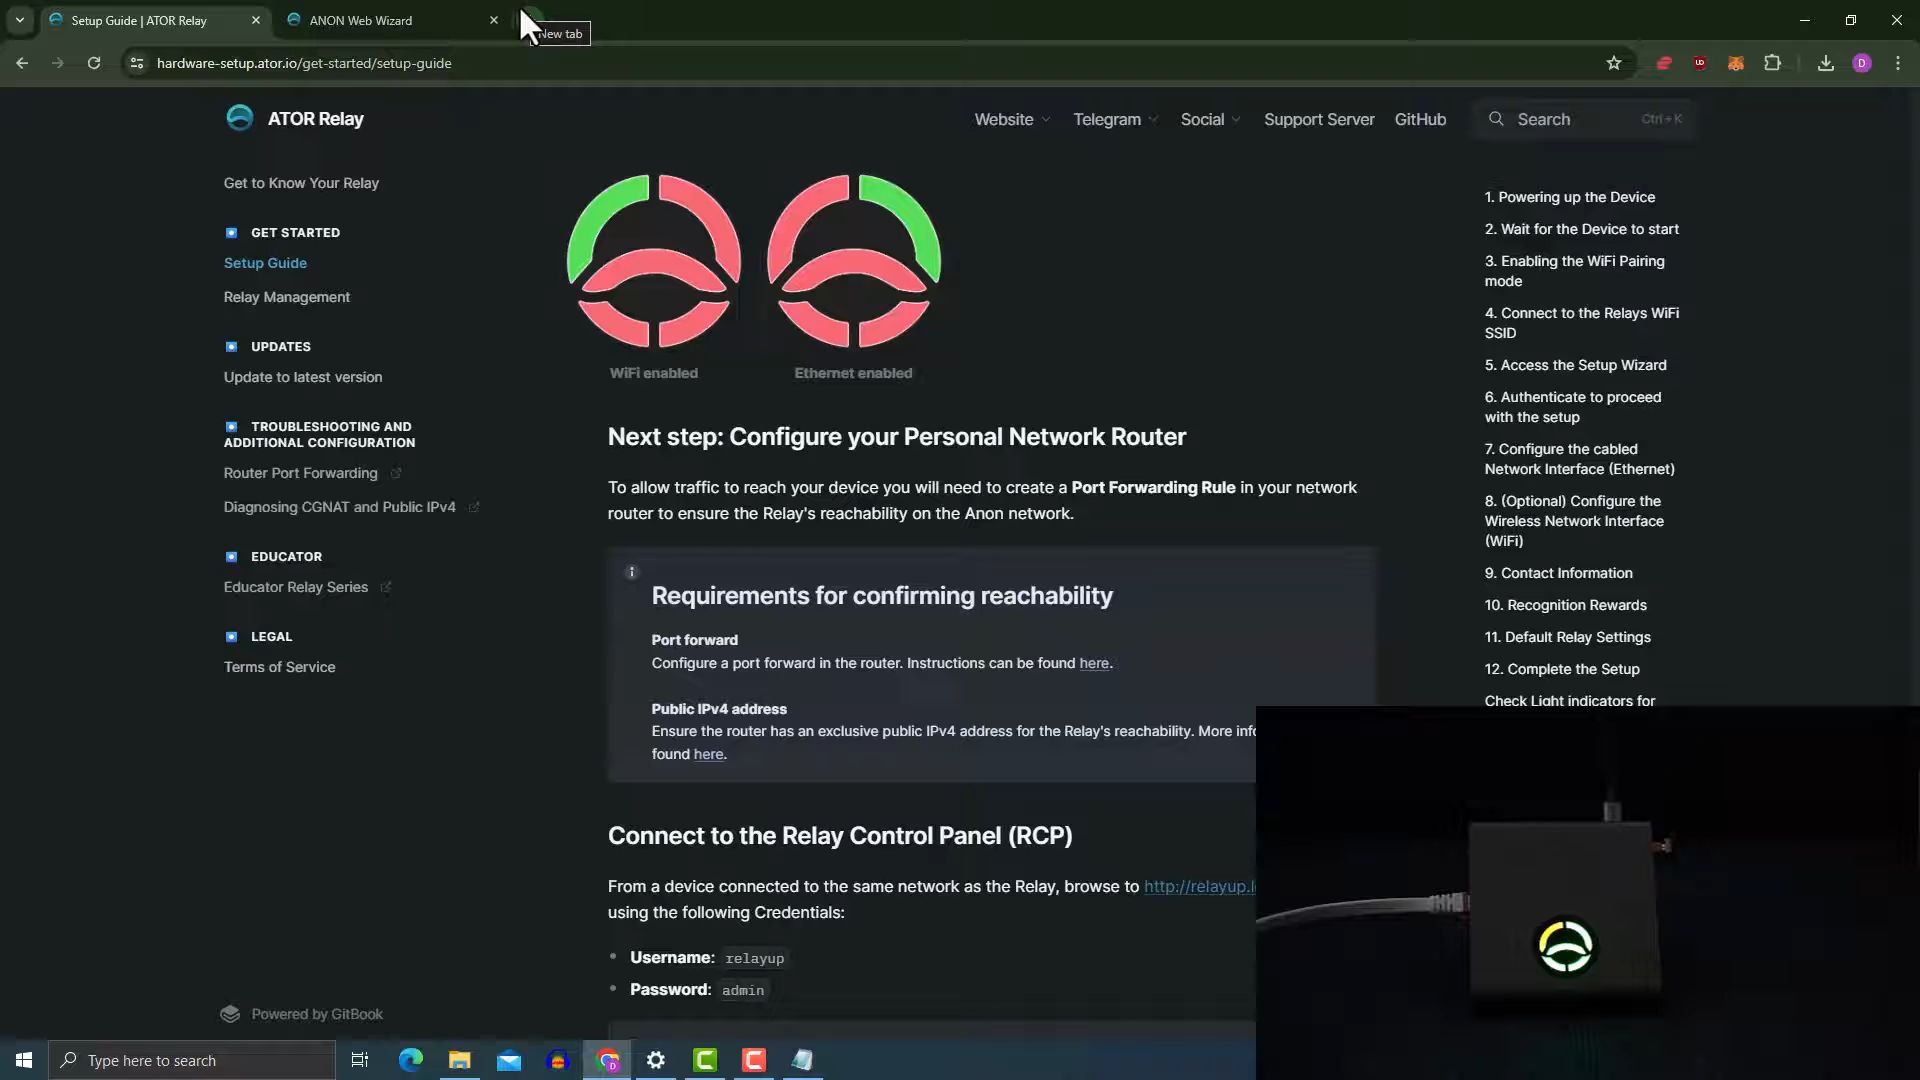 Setup Guide | ATOR Relay
ANON Web Wizard
New tab
hardware-setup.ator.io/get-started/setup-guide
UD
D
ATOR Relay
Website
Telegram
Social
Support Server
GitHub
Search
Ctrl + K
Get to Know Your Relay
GET STARTED
Setup Guide
Relay Management
UPDATES
Update to latest version
TROUBLESHOOTING AND
ADDITIONAL CONFIGURATION
Router Port Forwarding
Diagnosing CGNAT and Public IPv4
EDUCATOR
Educator Relay Series
LEGAL
Terms of Service
Powered by GitBook
WiFi enabled
Ethernet enabled
Next step: Configure your Personal Network Router
To allow traffic to reach your device you will need to create a Port Forwarding Rule in your network
router to ensure the Relay's reachability on the Anon network.
Requirements for confirming reachability
Port forward
Configure a port forward in the router. Instructions can be found here.
Public IPv4 address
Ensure the router has an exclusive public IPv4 address for the Relay's reachability. More info
found here.
Connect to the Relay Control Panel (RCP)
From a device connected to the same network as the Relay, browse to http://relayup.l
using the following Credentials:
• Username: relayup
• Password: admin
1. Powering up the Device
2. Wait for the Device to start
3. Enabling the WiFi Pairing
mode
4. Connect to the Relays WiFi
SSID
5. Access the Setup Wizard
6. Authenticate to proceed
with the setup
7. Configure the cabled
Network Interface (Ethernet)
8. (Optional) Configure the
Wireless Network Interface
(WiFi)
9. Contact Information
10. Recognition Rewards
11. Default Relay Settings
12. Complete the Setup
Check Light indicators for
Type here to search